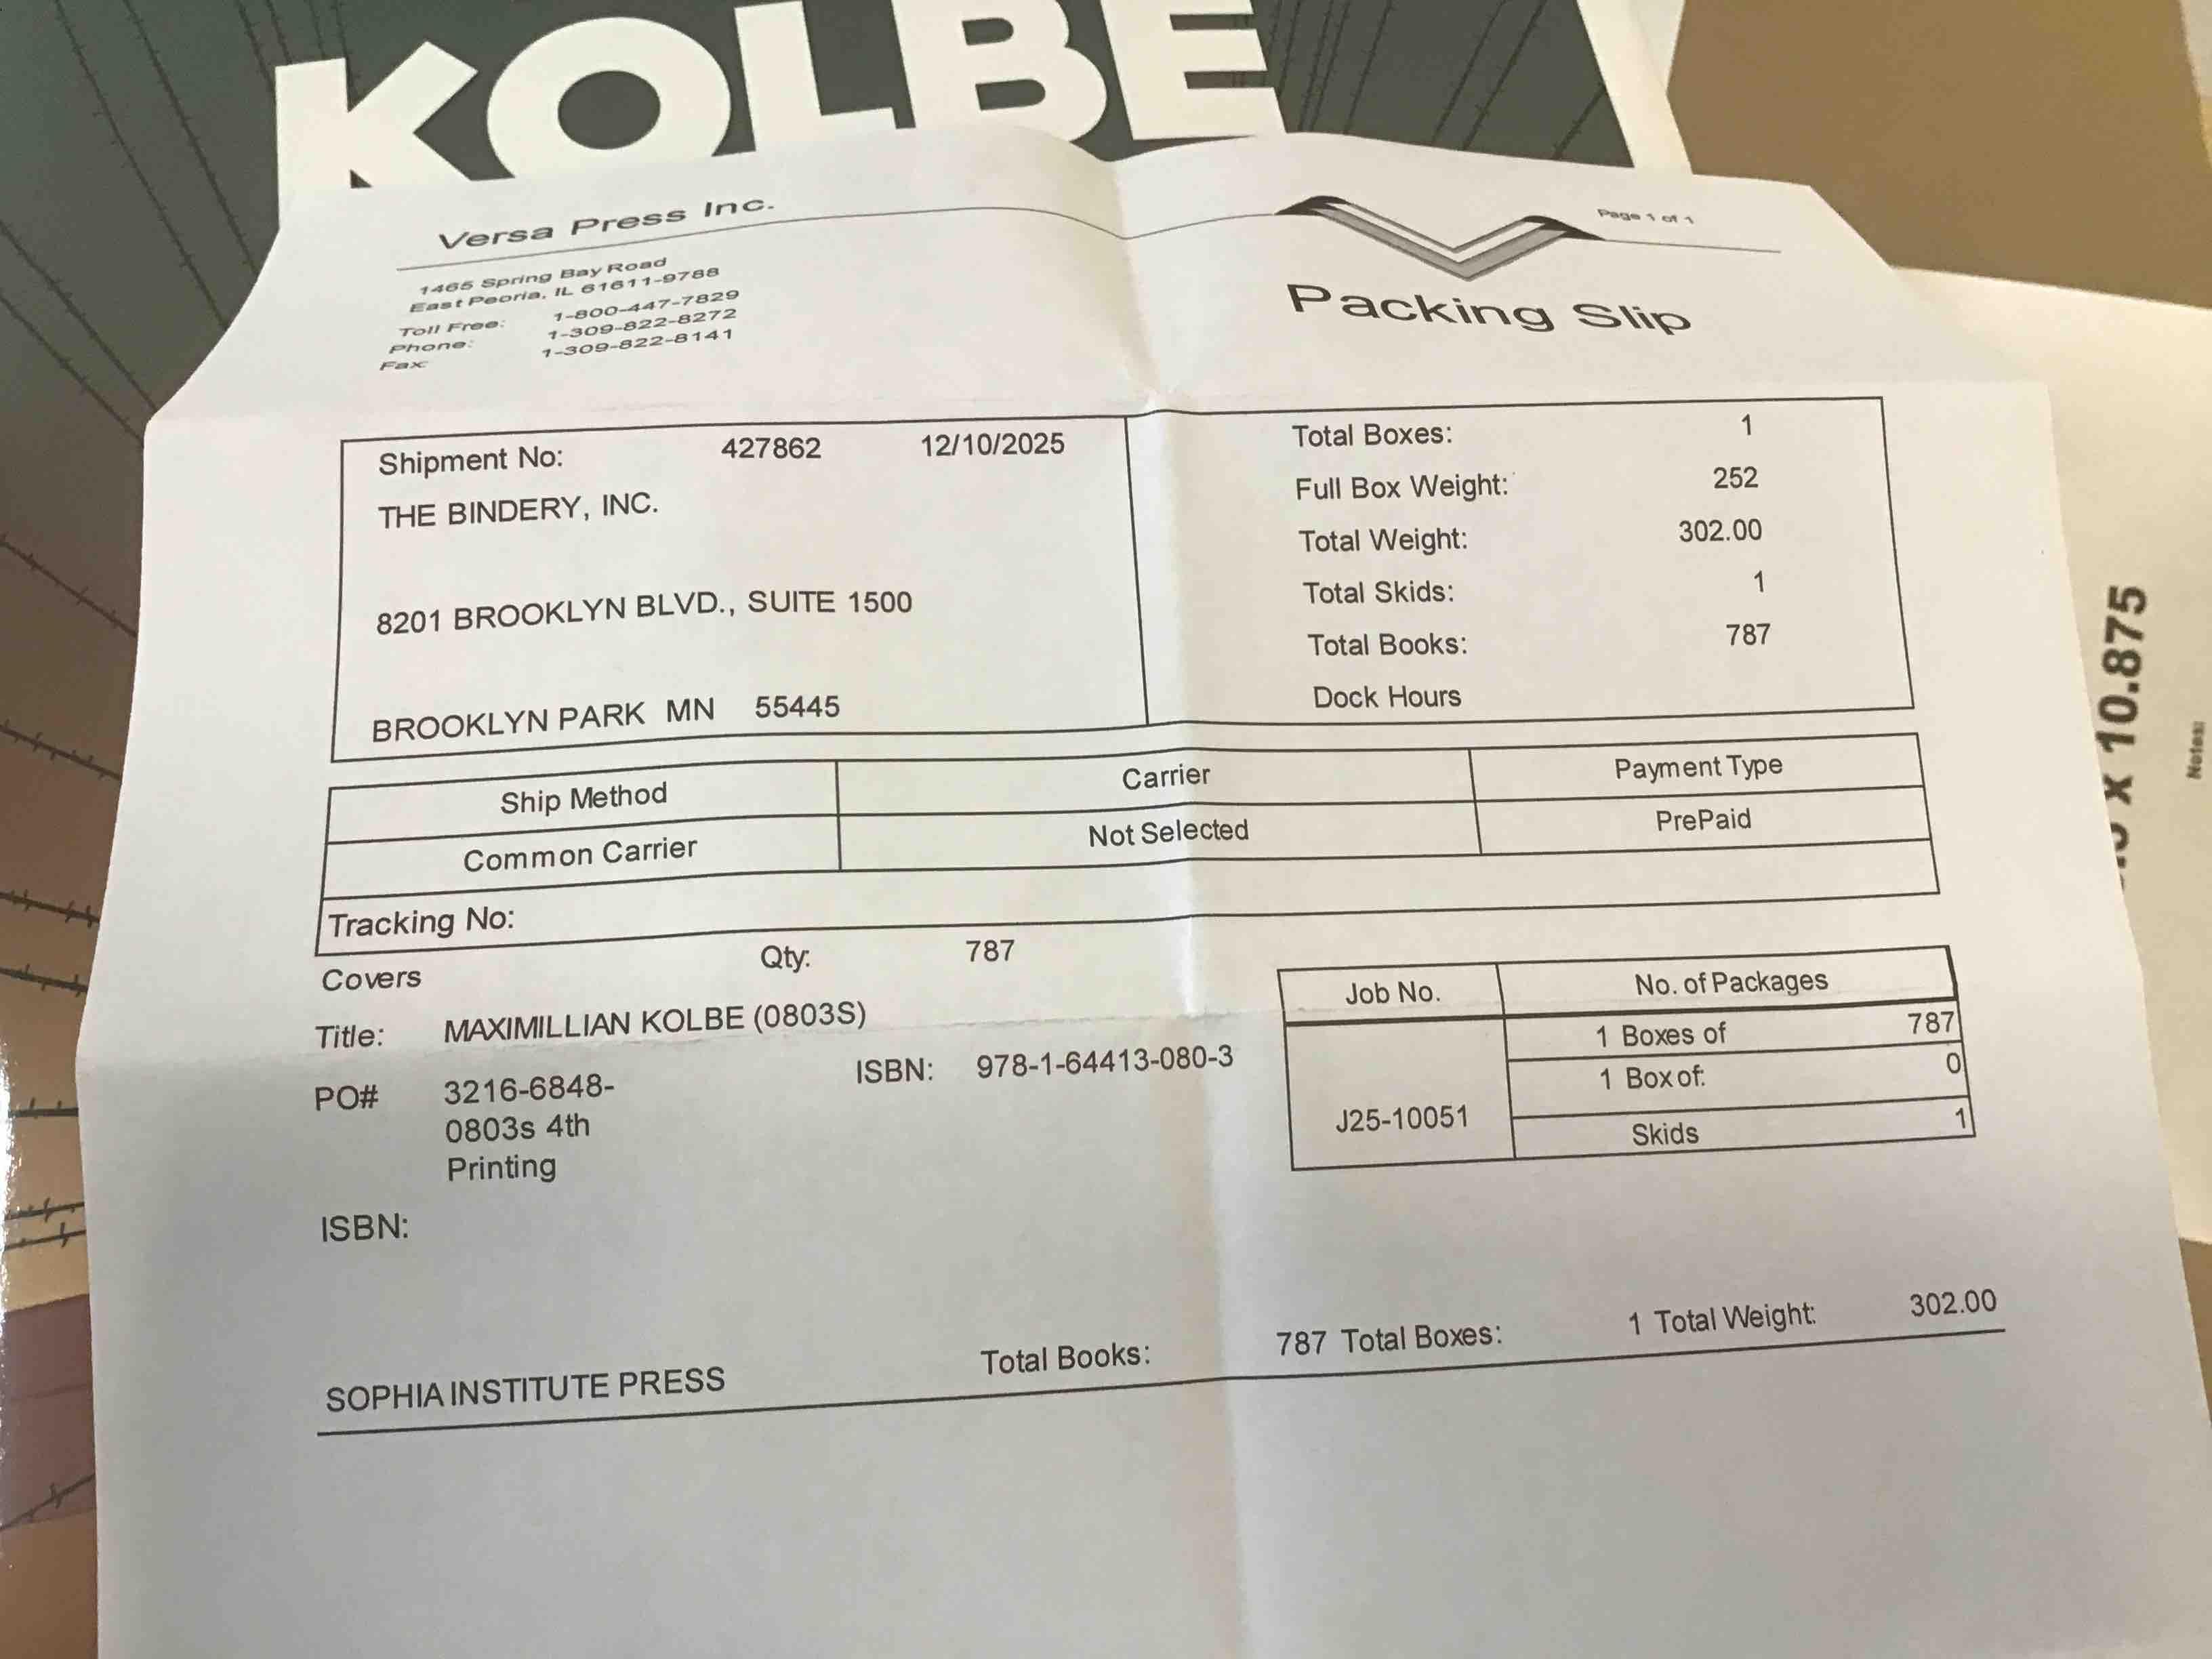 KOLBE
Versa Press Inc.
Page 1 of 1
1465 Spring Bay Road
East Peoria, IL 61611-9788
Toll Free: 1-800-447-7829
Phone: 1-309-822-8272
Fax: 1-309-822-8141
Packing Slip
Shipment No: 427862 12/10/2025
THE BINDERY, INC.
8201 BROOKLYN BLVD., SUITE 1500
BROOKLYN PARK MN 55445
Total Boxes: 1
Full Box Weight: 252
Total Weight: 302.00
Total Skids: 1
Total Books: 787
Dock Hours
Ship Method Carrier Payment Type
Common Carrier Not Selected PrePaid
Tracking No:
Covers Qty: 787
Title: MAXIMILLIAN KOLBE (0803S)
PO# 3216-6848-
0803s 4th
Printing
ISBN: 978-1-64413-080-3
ISBN:
Job No. No. of Packages
J25-10051
1 Boxes of 787
1 Box of: 0
Skids 1
SOPHIA INSTITUTE PRESS Total Books: 787 Total Boxes: 1 Total Weight: 302.00
x 10.875
Notes: